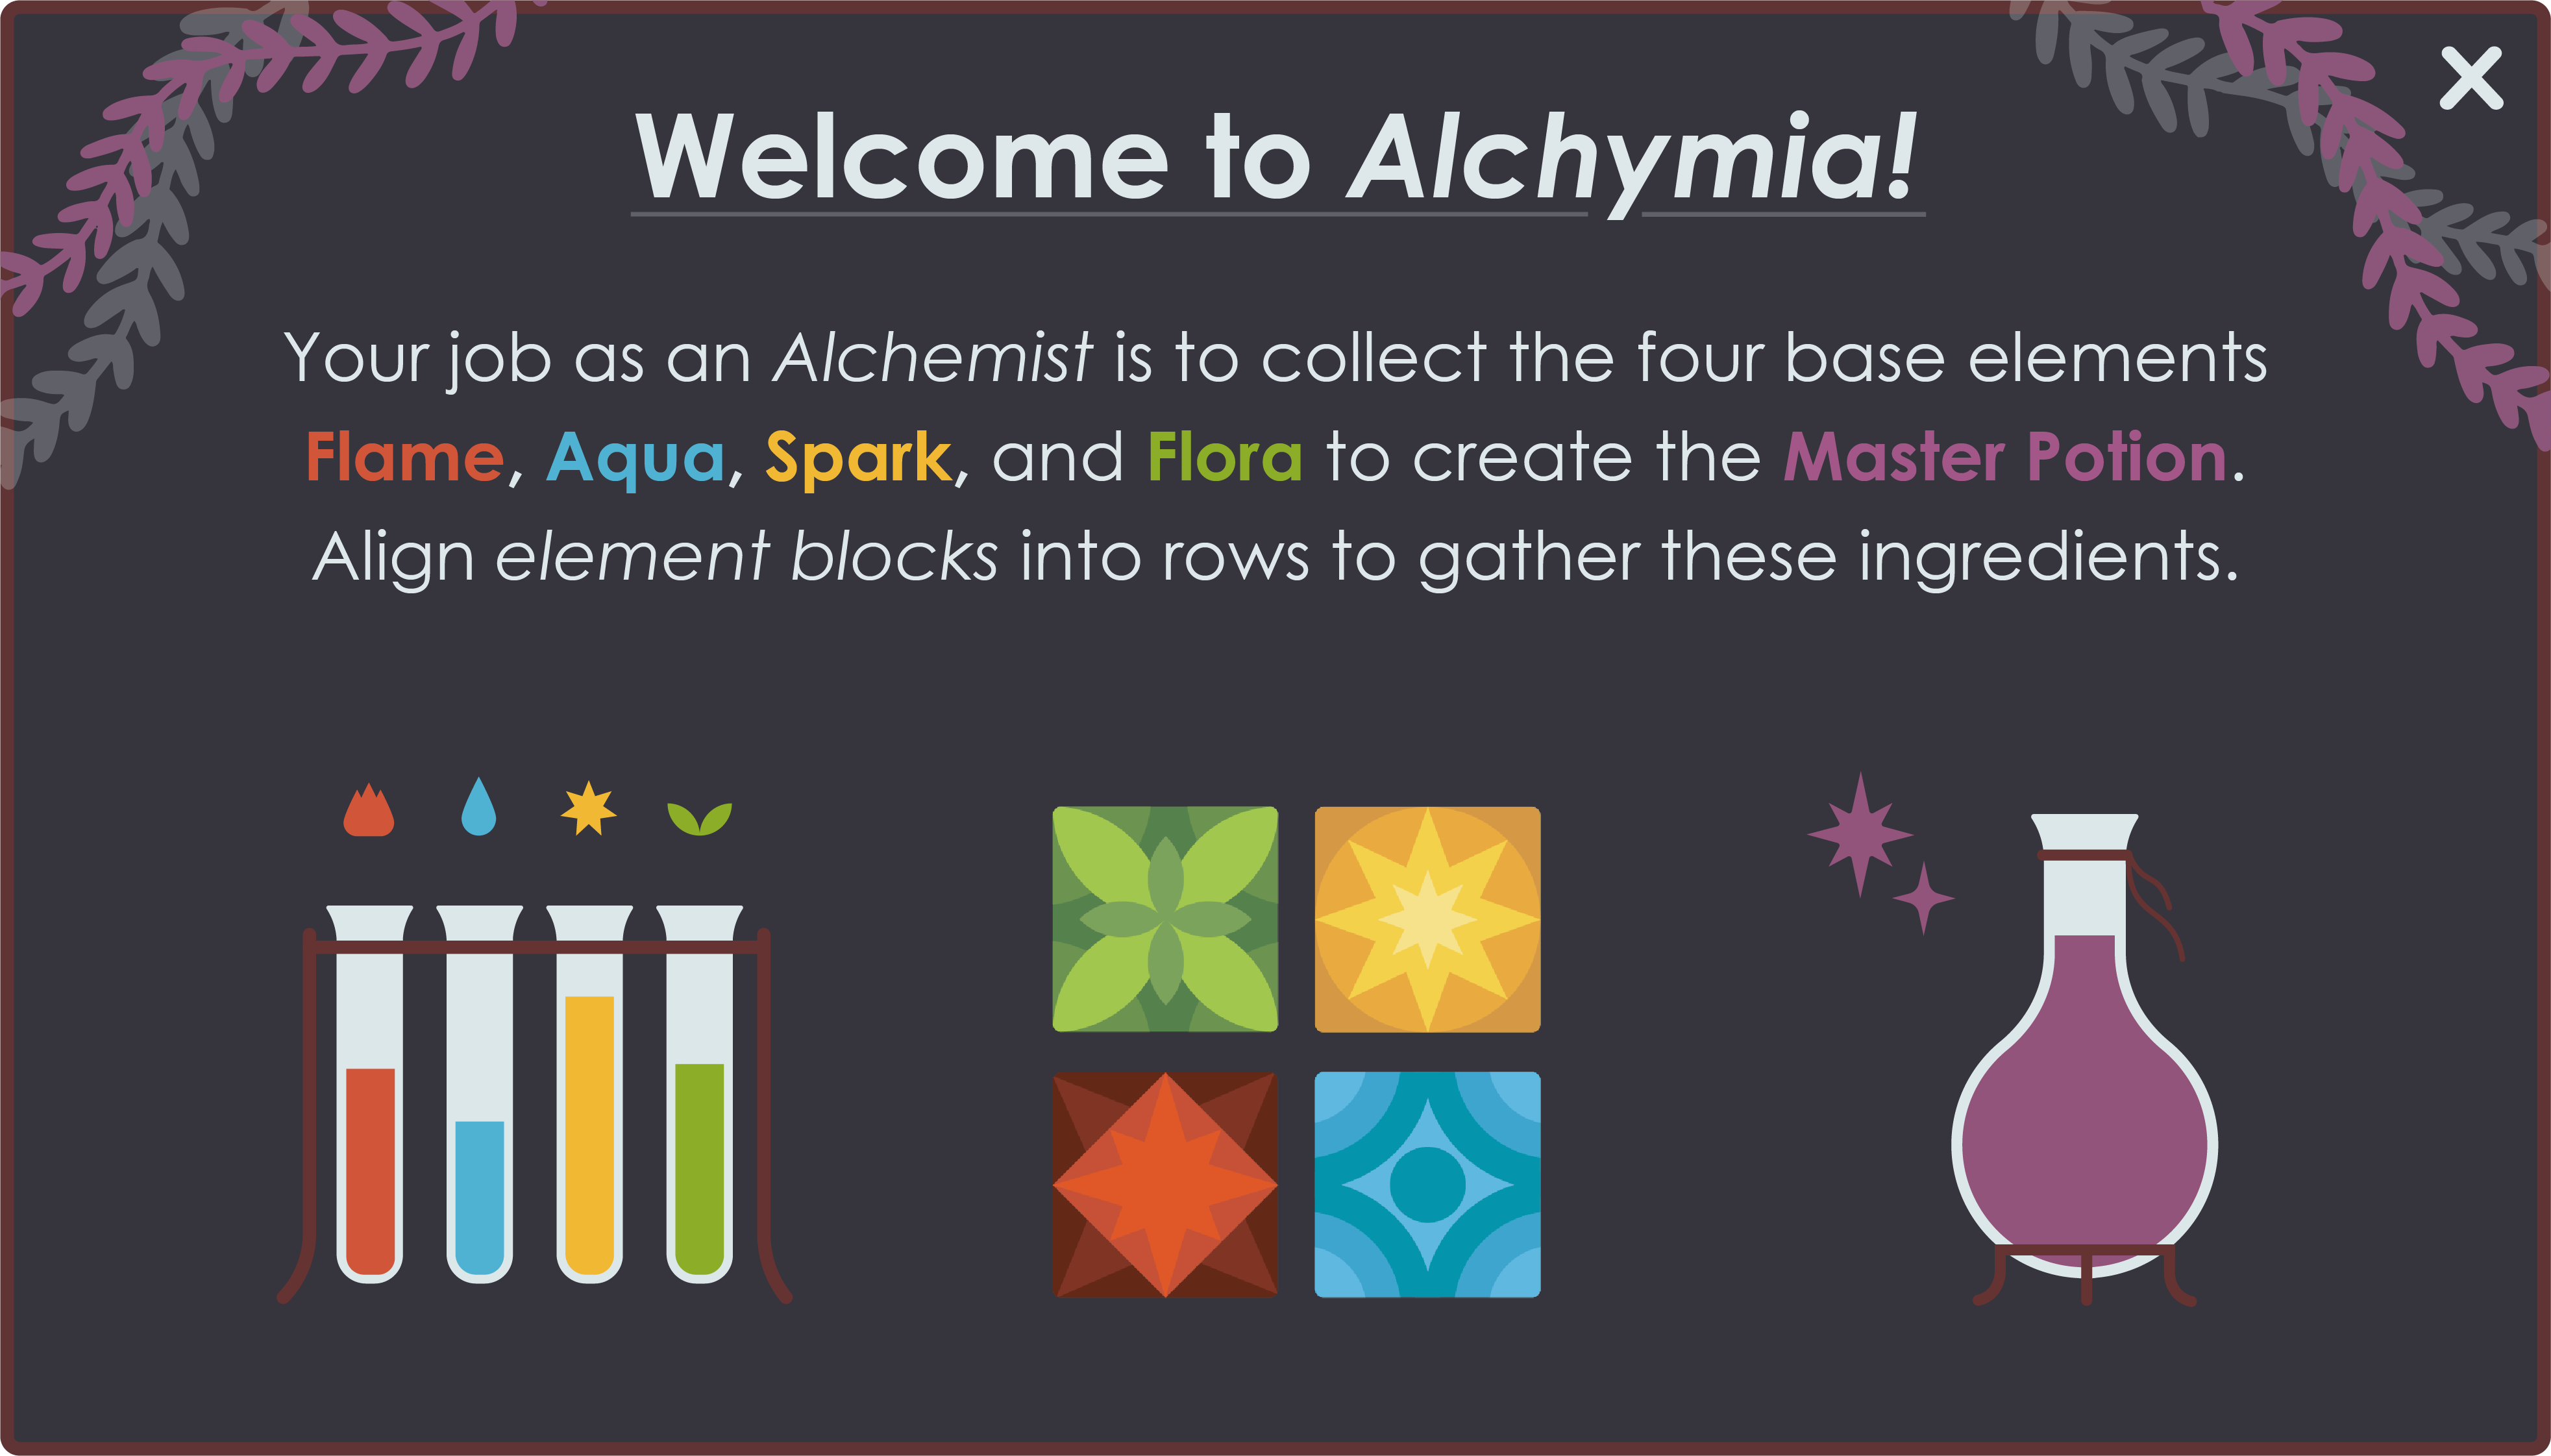 Welcome to Alchymia!
Your job as an Alchemist is to collect the four base elements
Flame, Aqua, Spark, and Flora to create the Master Potion.
Align element blocks into rows to gather these ingredients.